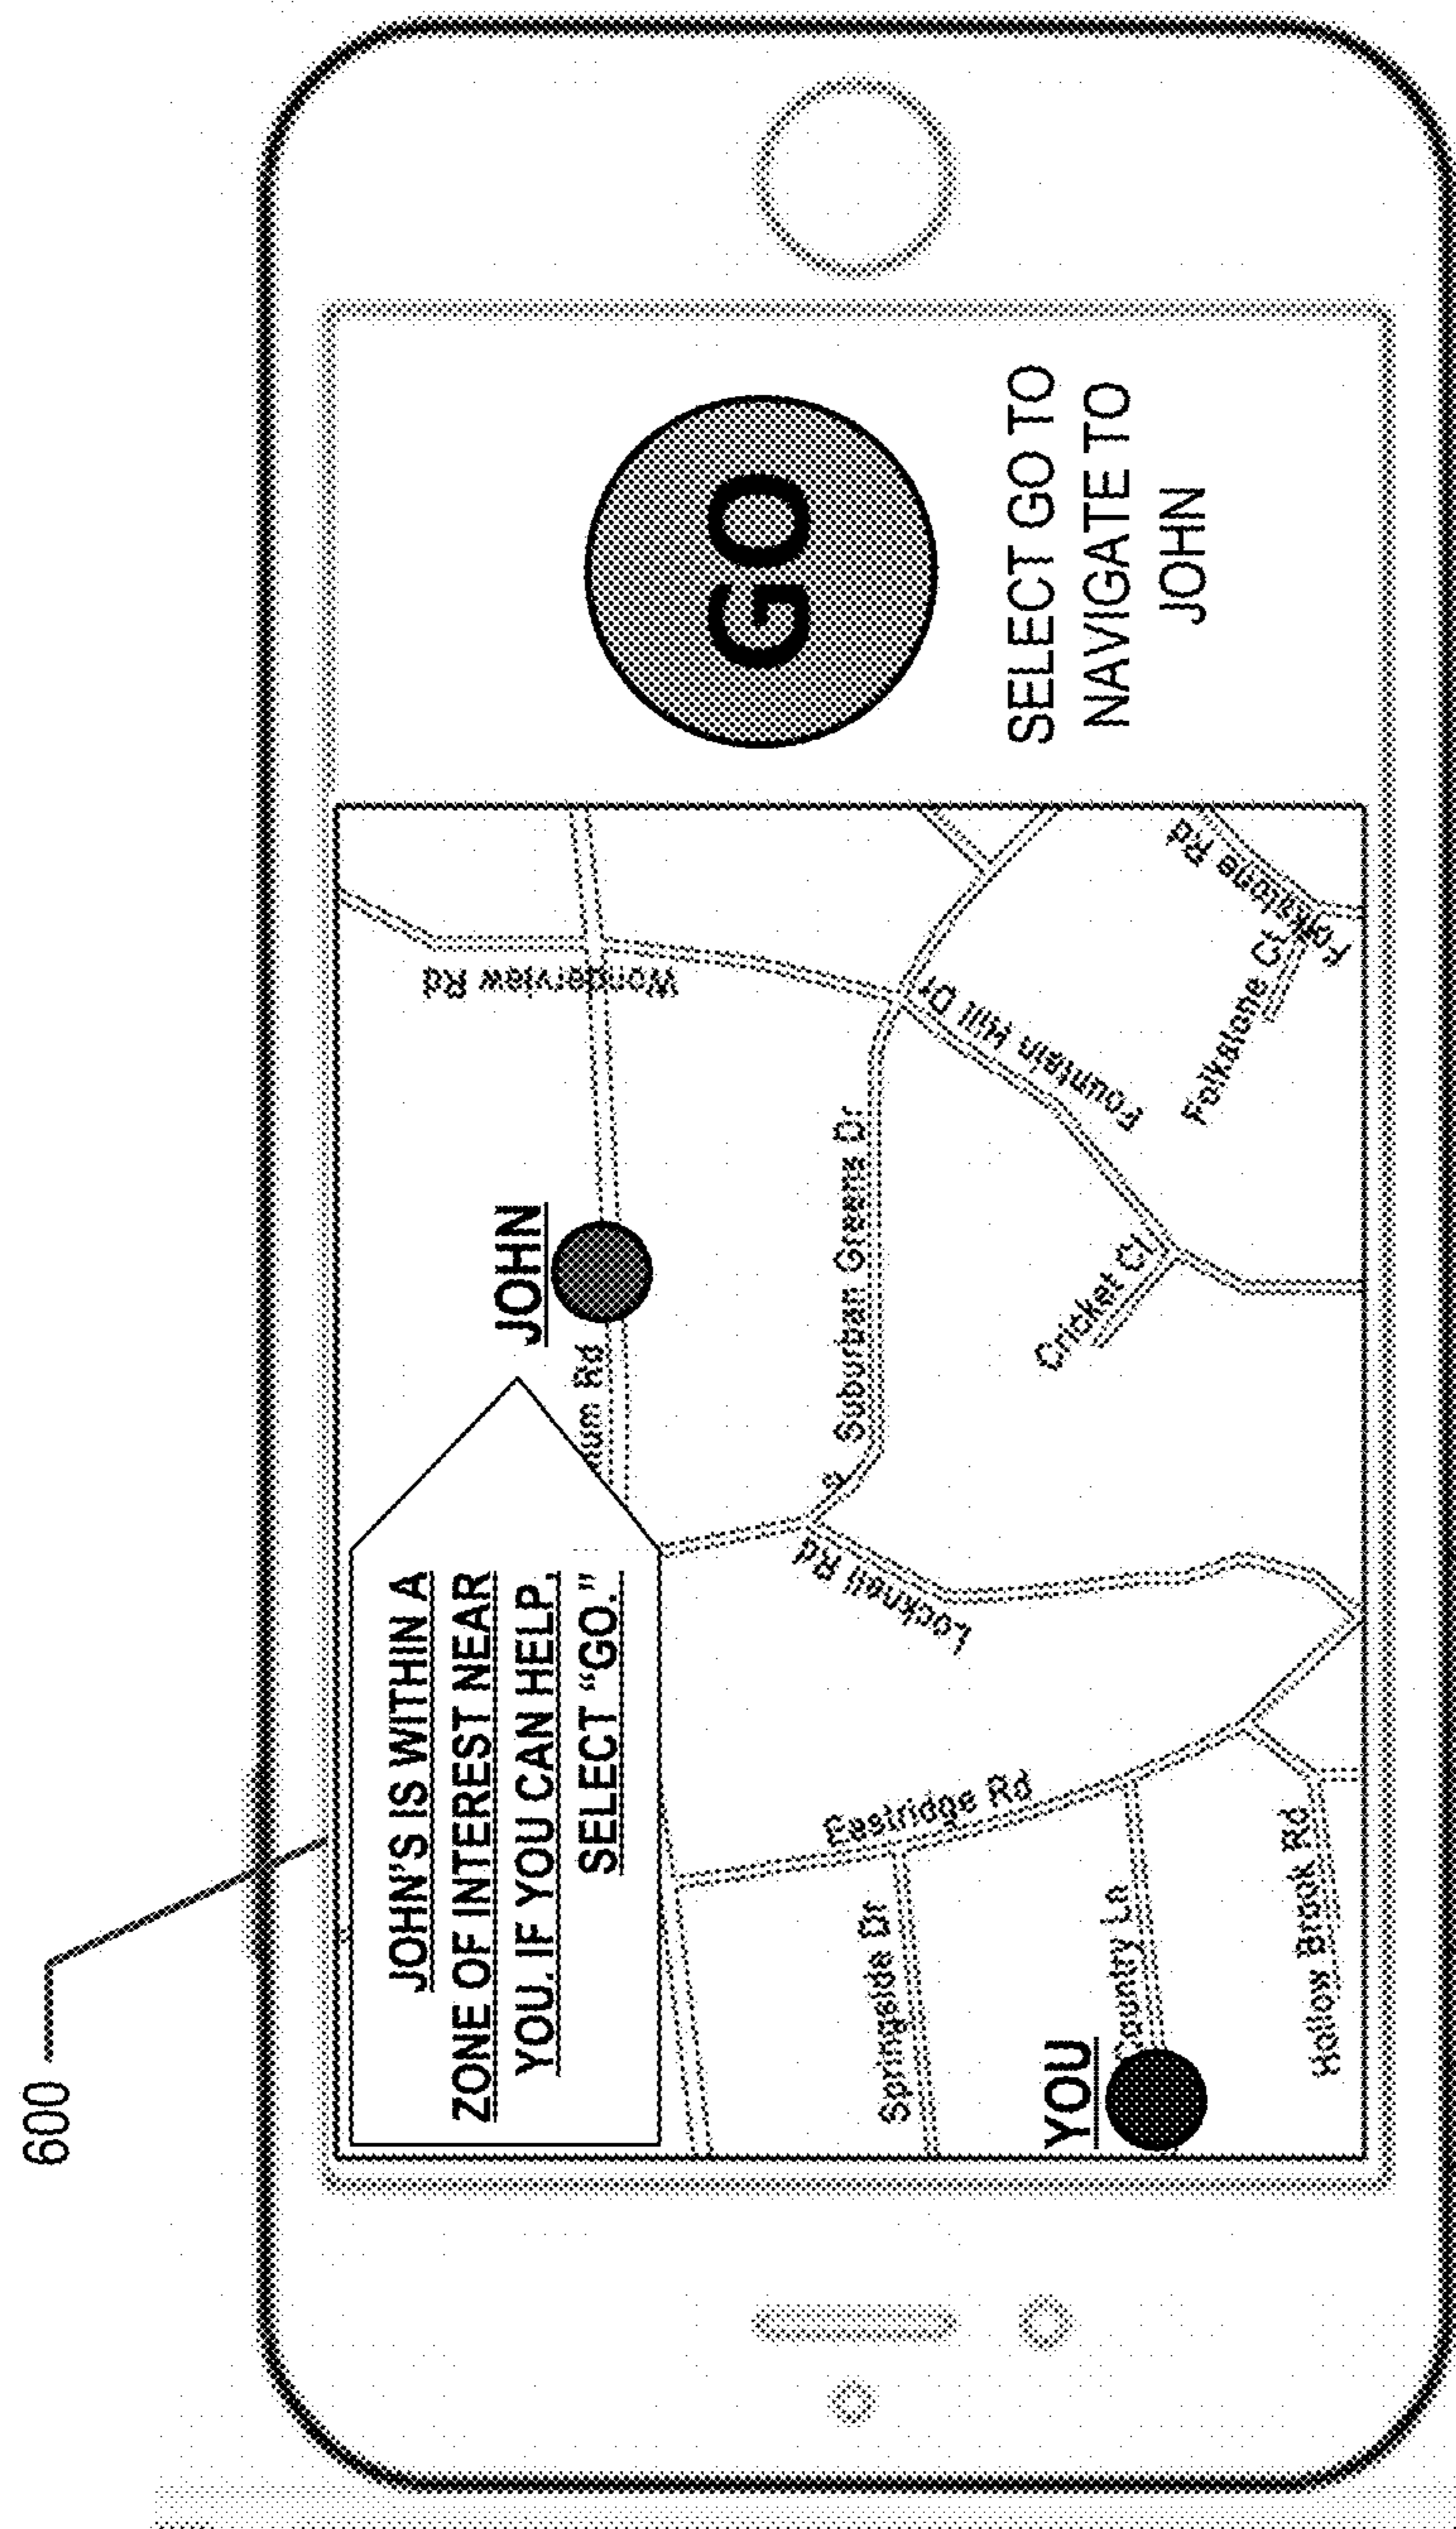 600
JOHN'S IS WITHIN A
ZONE OF INTEREST NEAR
YOU. IF YOU CAN HELP,
SELECT "GO."
JOHN
Rd
Wonderview Rd
Suburban Greens Dr
Locknell Rd
Fountain Hill Dr
Cricket Ct
Folkstone Ct
Folkstone Rd
Eastridge Rd
Springside Dr
YOU
Country Ln
Hollow Brook Rd
GO
SELECT GO TO
NAVIGATE TO
JOHN